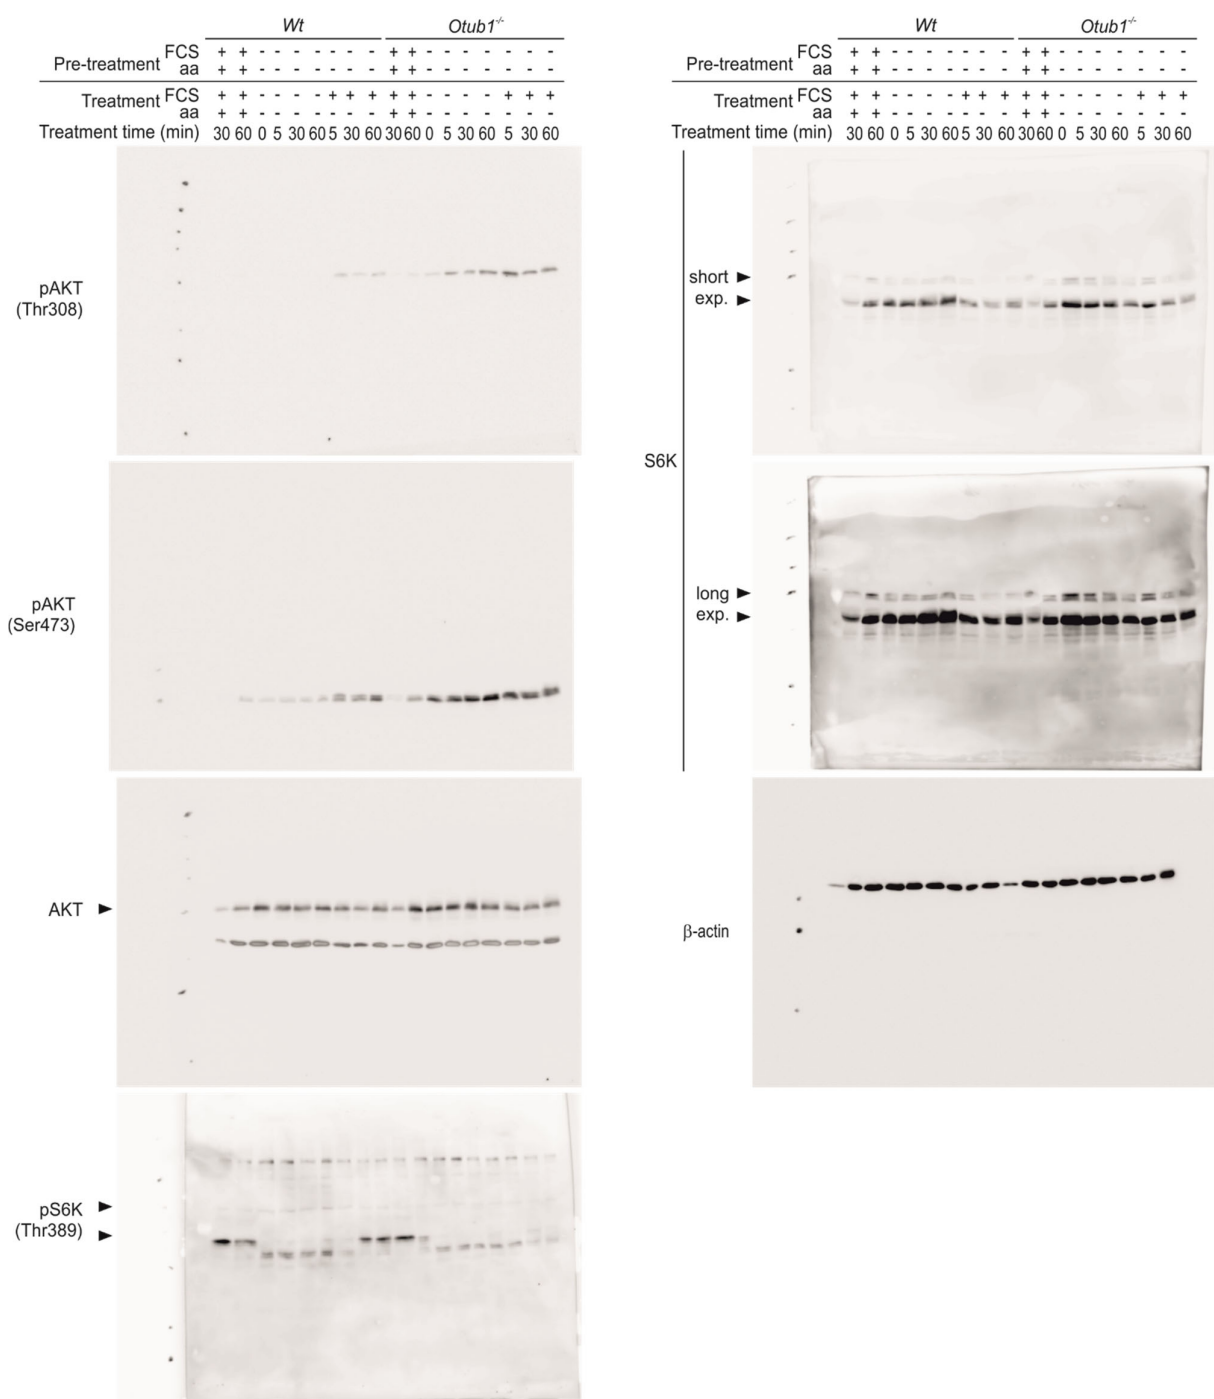 Wt Otub1-/-
Pre-treatment FCS + + - - - - - - - + + - - - - - - -
aa + + - - - - - - - + + - - - - - - -
Treatment FCS + + - - - - + + + + + - - - - + + +
aa + + - - - - - - - + + - - - - - - -
Treatment time (min) 30 60 0 5 30 60 5 30 60 30 60 0 5 30 60 5 30 60
pAKT
(Thr308)
pAKT
(Ser473)
AKT
pS6K
(Thr389)
Wt Otub1-/-
Pre-treatment FCS + + - - - - - - - + + - - - - - - -
aa + + - - - - - - - + + - - - - - - -
Treatment FCS + + - - - - + + + + + - - - - + + +
aa + + - - - - - - - + + - - - - - - -
Treatment time (min) 30 60 0 5 30 60 5 30 60 30 60 0 5 30 60 5 30 60
S6K
short
exp.
long
exp.
β-actin